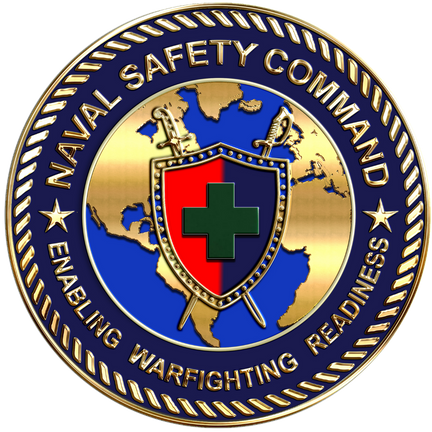 NAVAL SAFETY COMMAND
ENABLING WARFIGHTING READINESS